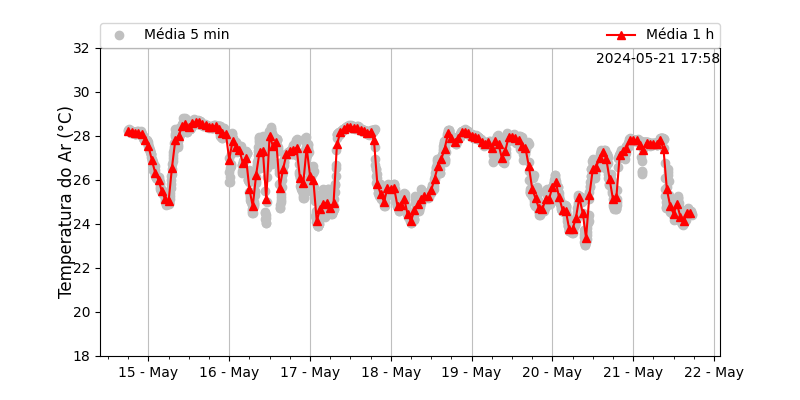 Média 5 min
Média 1 h
2024-05-21 17:58
Temperatura do Ar (°C)
32
30
28
26
24
22
20
18
15 - May
16 - May
17 - May
18 - May
19 - May
20 - May
21 - May
22 - May